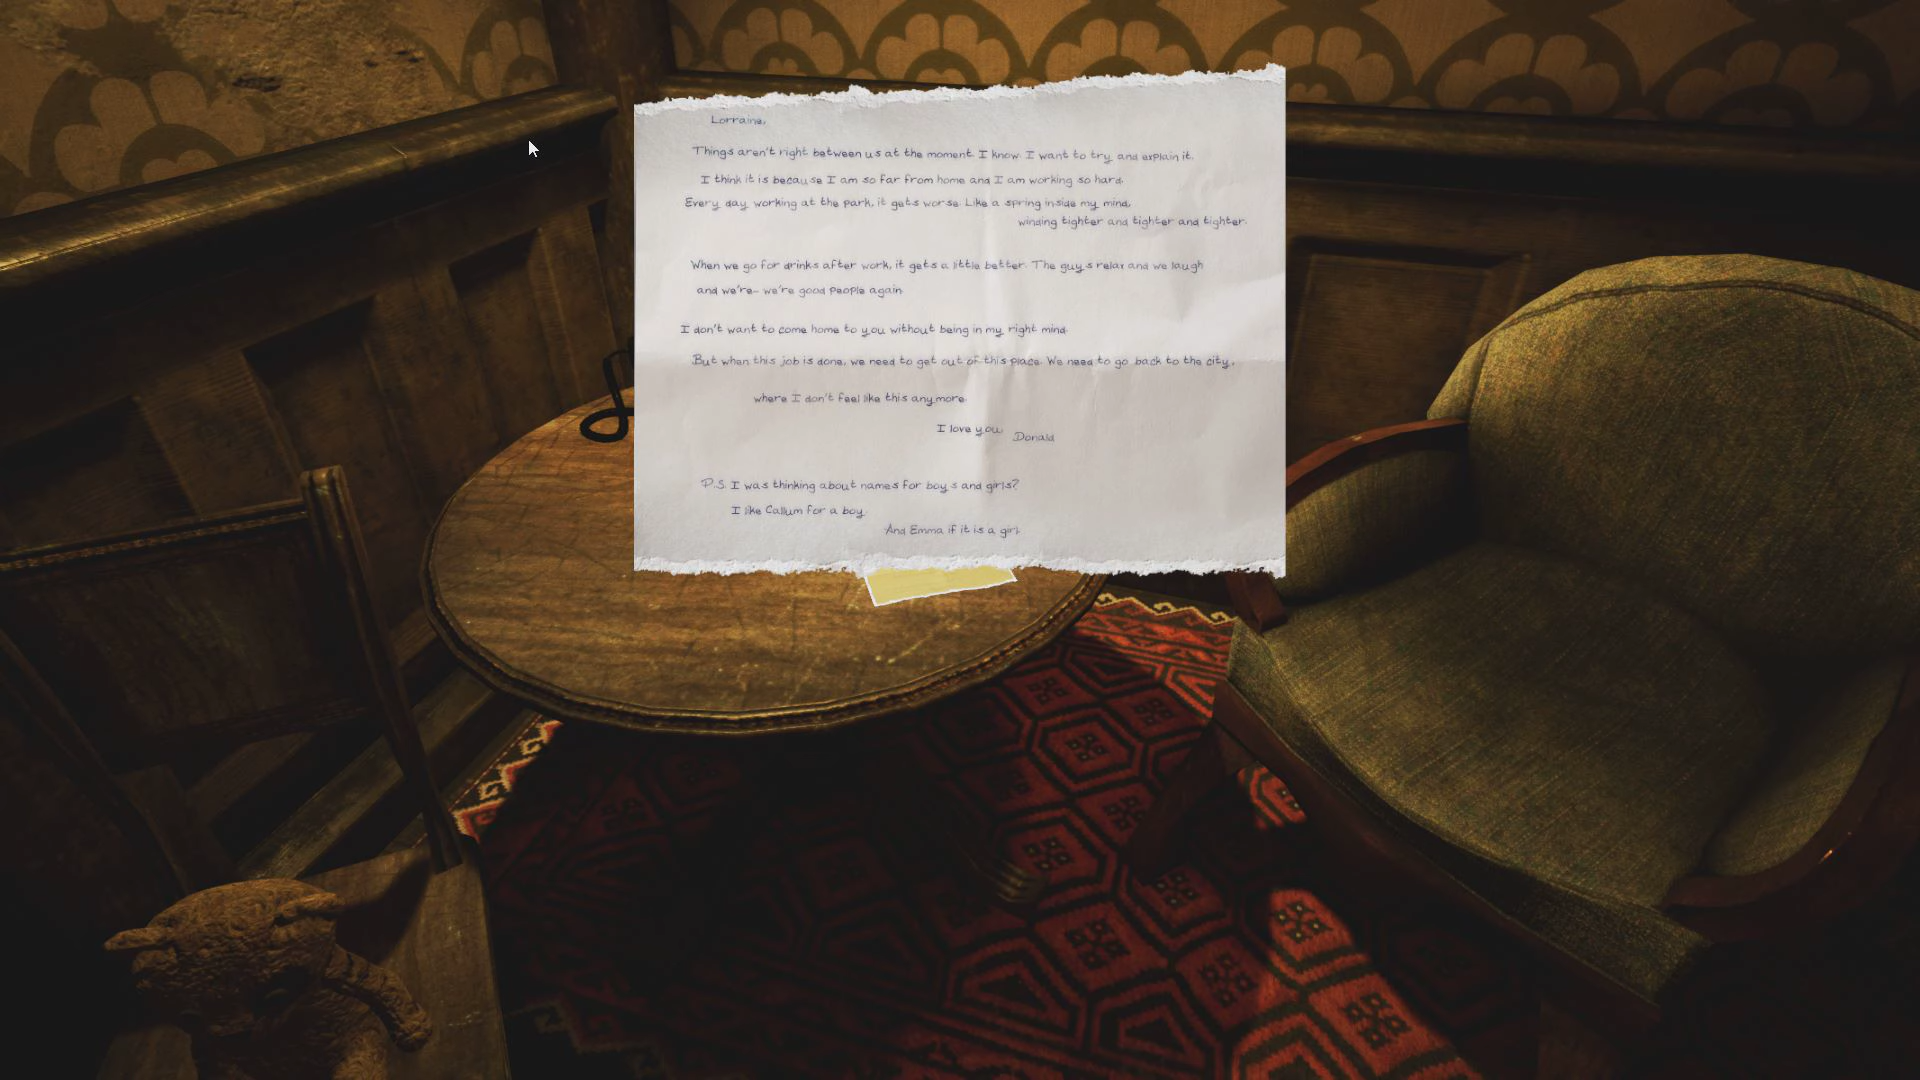 Lorraine,
Things aren't right between us at the moment. I know. I want to try and explain it.
I think it is because I am so far from home and I am working so hard.
Every day working at the park, it gets worse. Like a spring inside my mind,
winding tighter and tighter and tighter.
When we go for drinks after work, it gets a little better. The guys relax and we laugh
and we're- we're good people again.
I don't want to come home to you without being in my right mind.
But when this job is done, we need to get out of this place. We need to go back to the city,
where I don't feel like this anymore.
I love you.
Donald
P.S. I was thinking about names for boys and girls?
I like Callum for a boy.
And Emma if it is a girl.